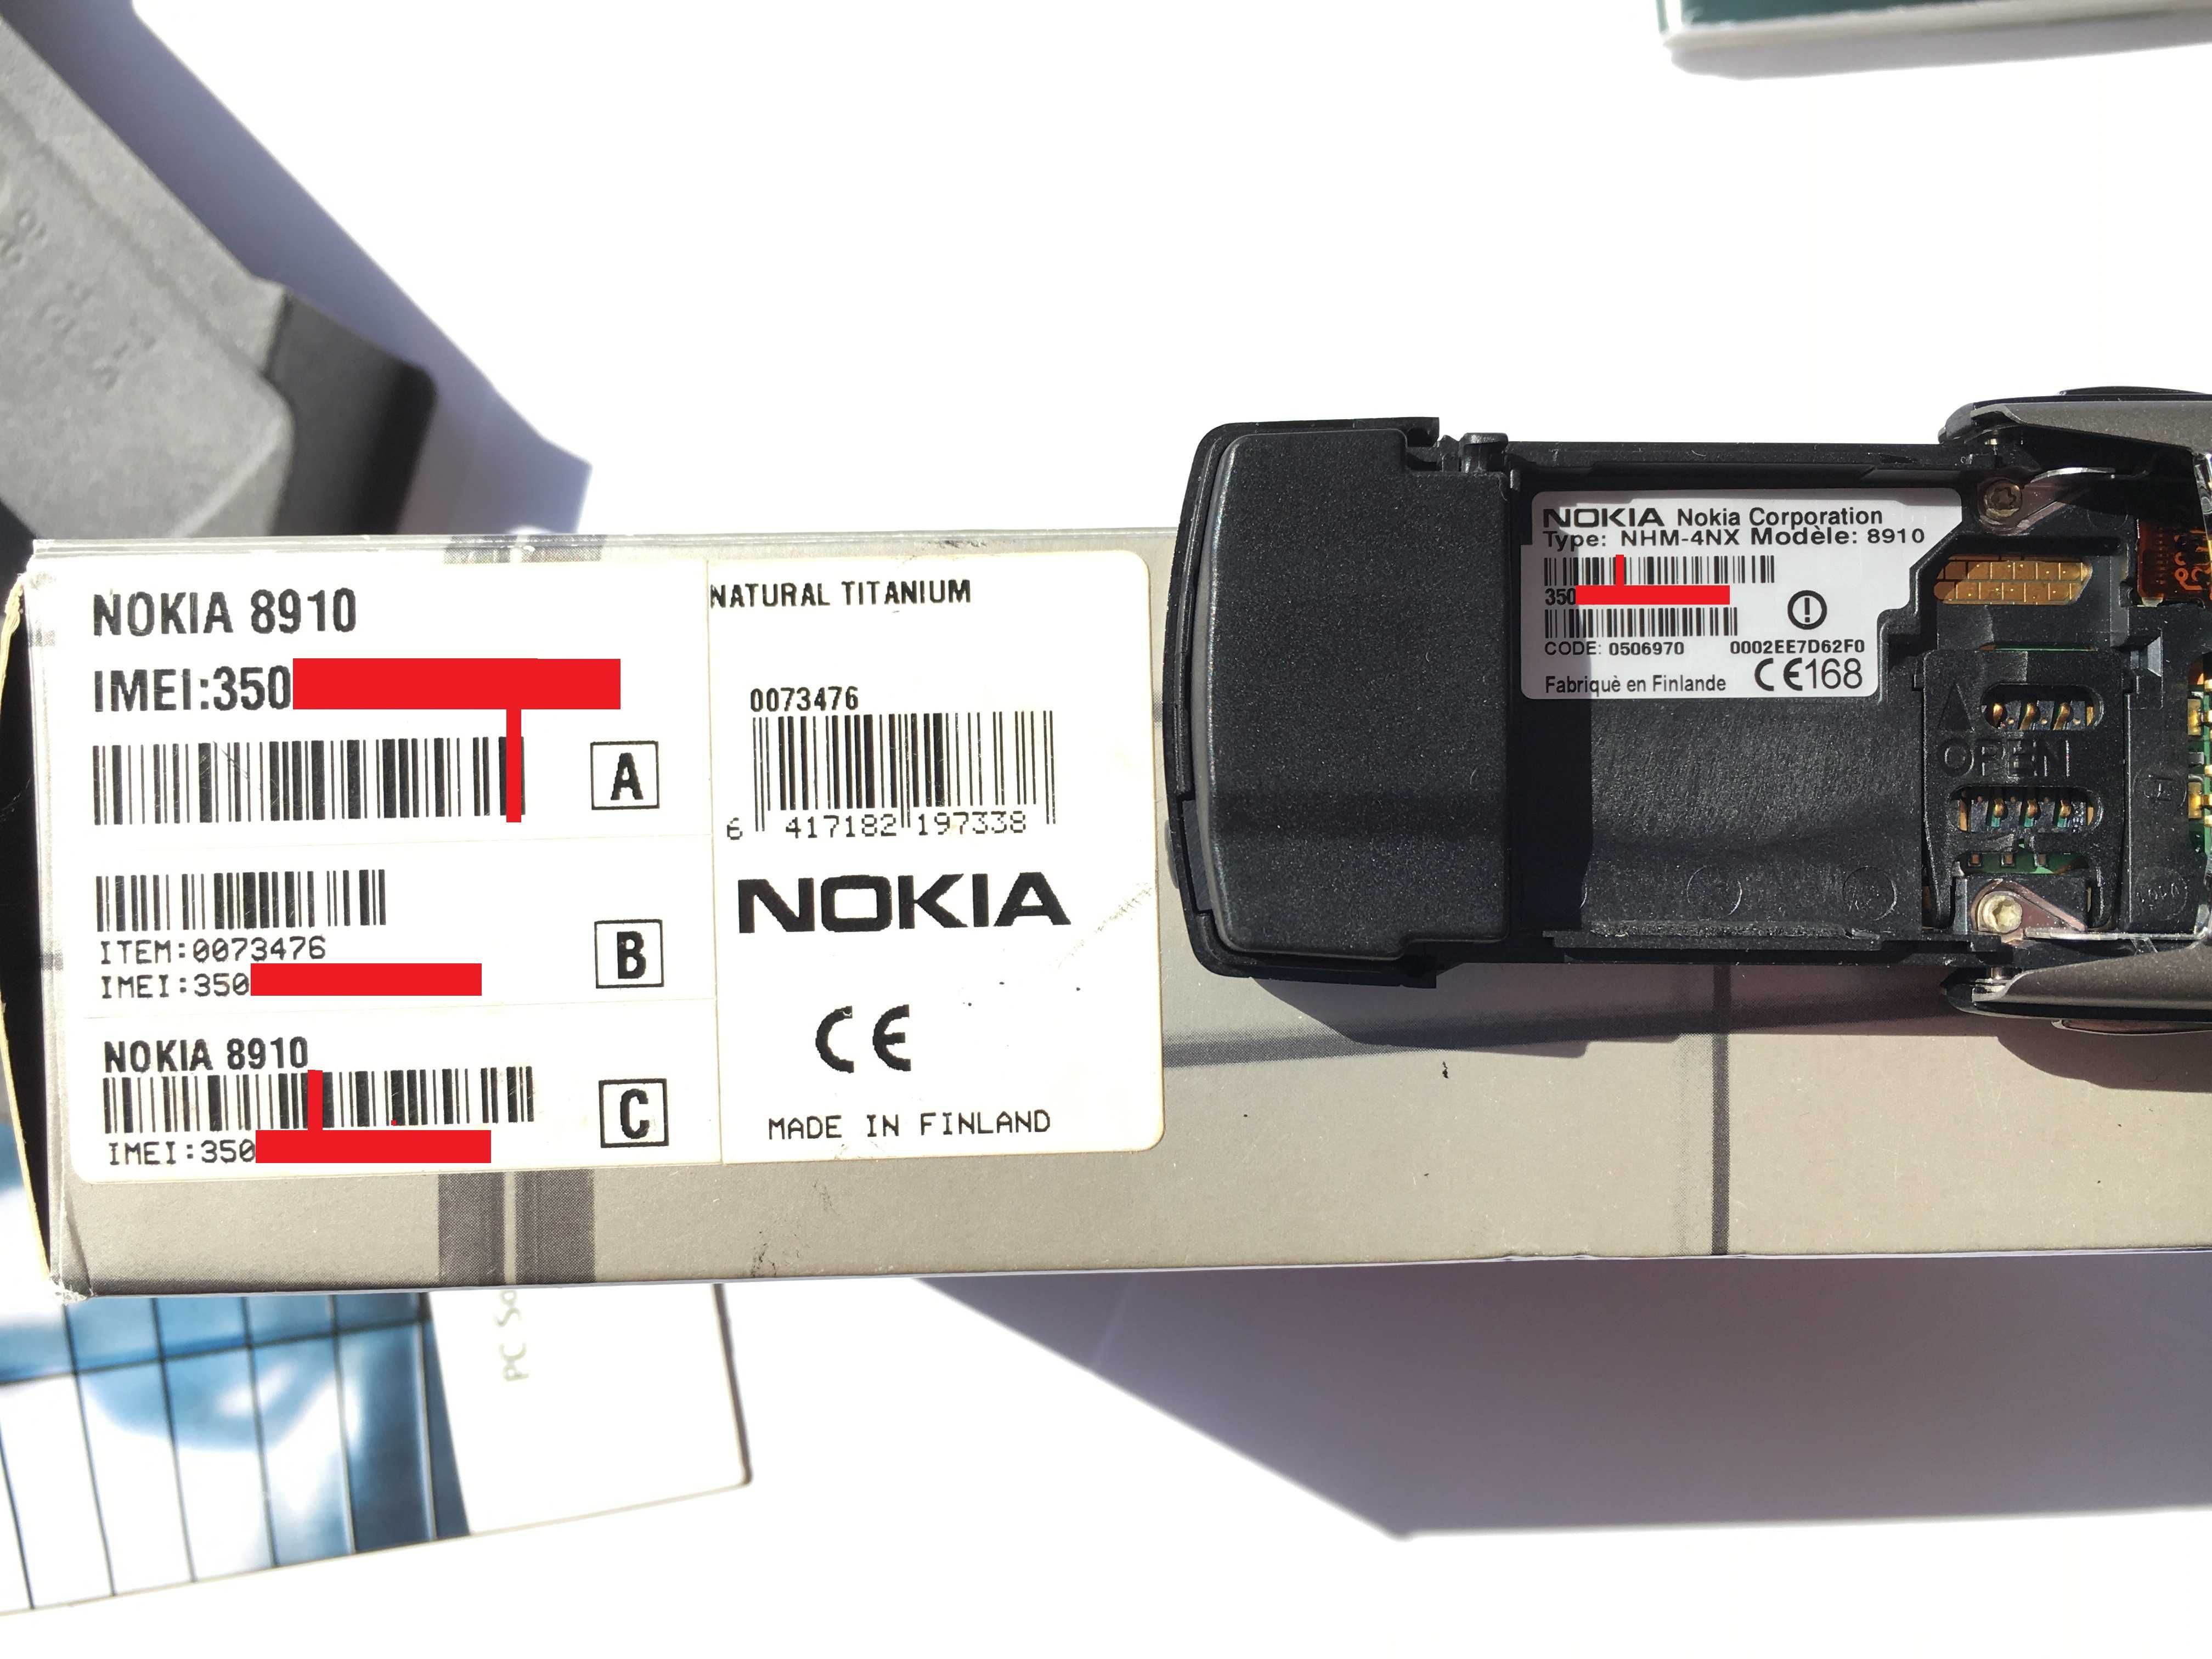 NOKIA 8910
IMEI:350
A
ITEM:0073476
IMEI:350
B
NOKIA 8910
IMEI:350
C
NATURAL TITANIUM
0073476
6 417182 197338
NOKIA
CE
MADE IN FINLAND
NOKIA Nokia Corporation
Type: NHM-4NX Modèle: 8910
350
CODE: 0506970 0002EE7D62F0
Fabriquè en Finlande CE168
OPEN
PC